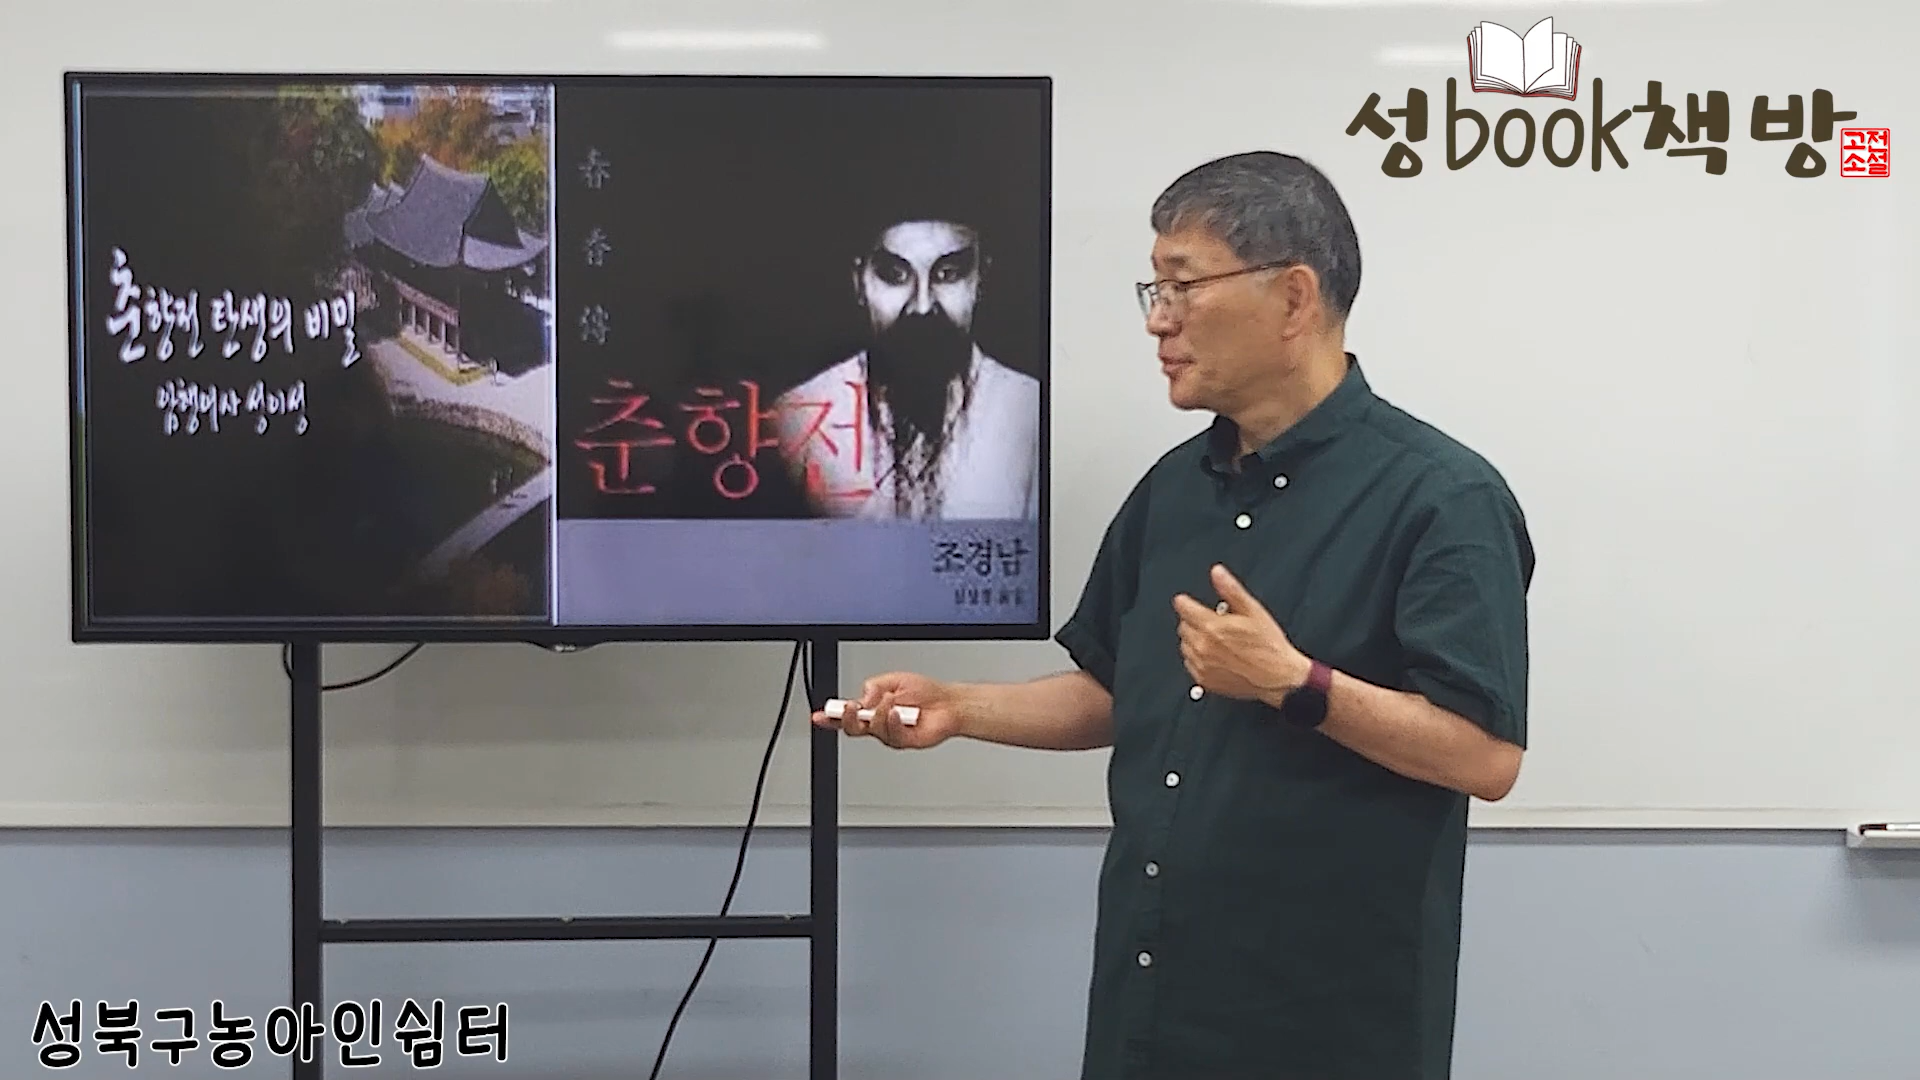 성book책방
고전
소설
춘향전 탄생의 비밀
암행어사 성이성
春
香
傳
춘향전
조경남
성북구농아인쉼터